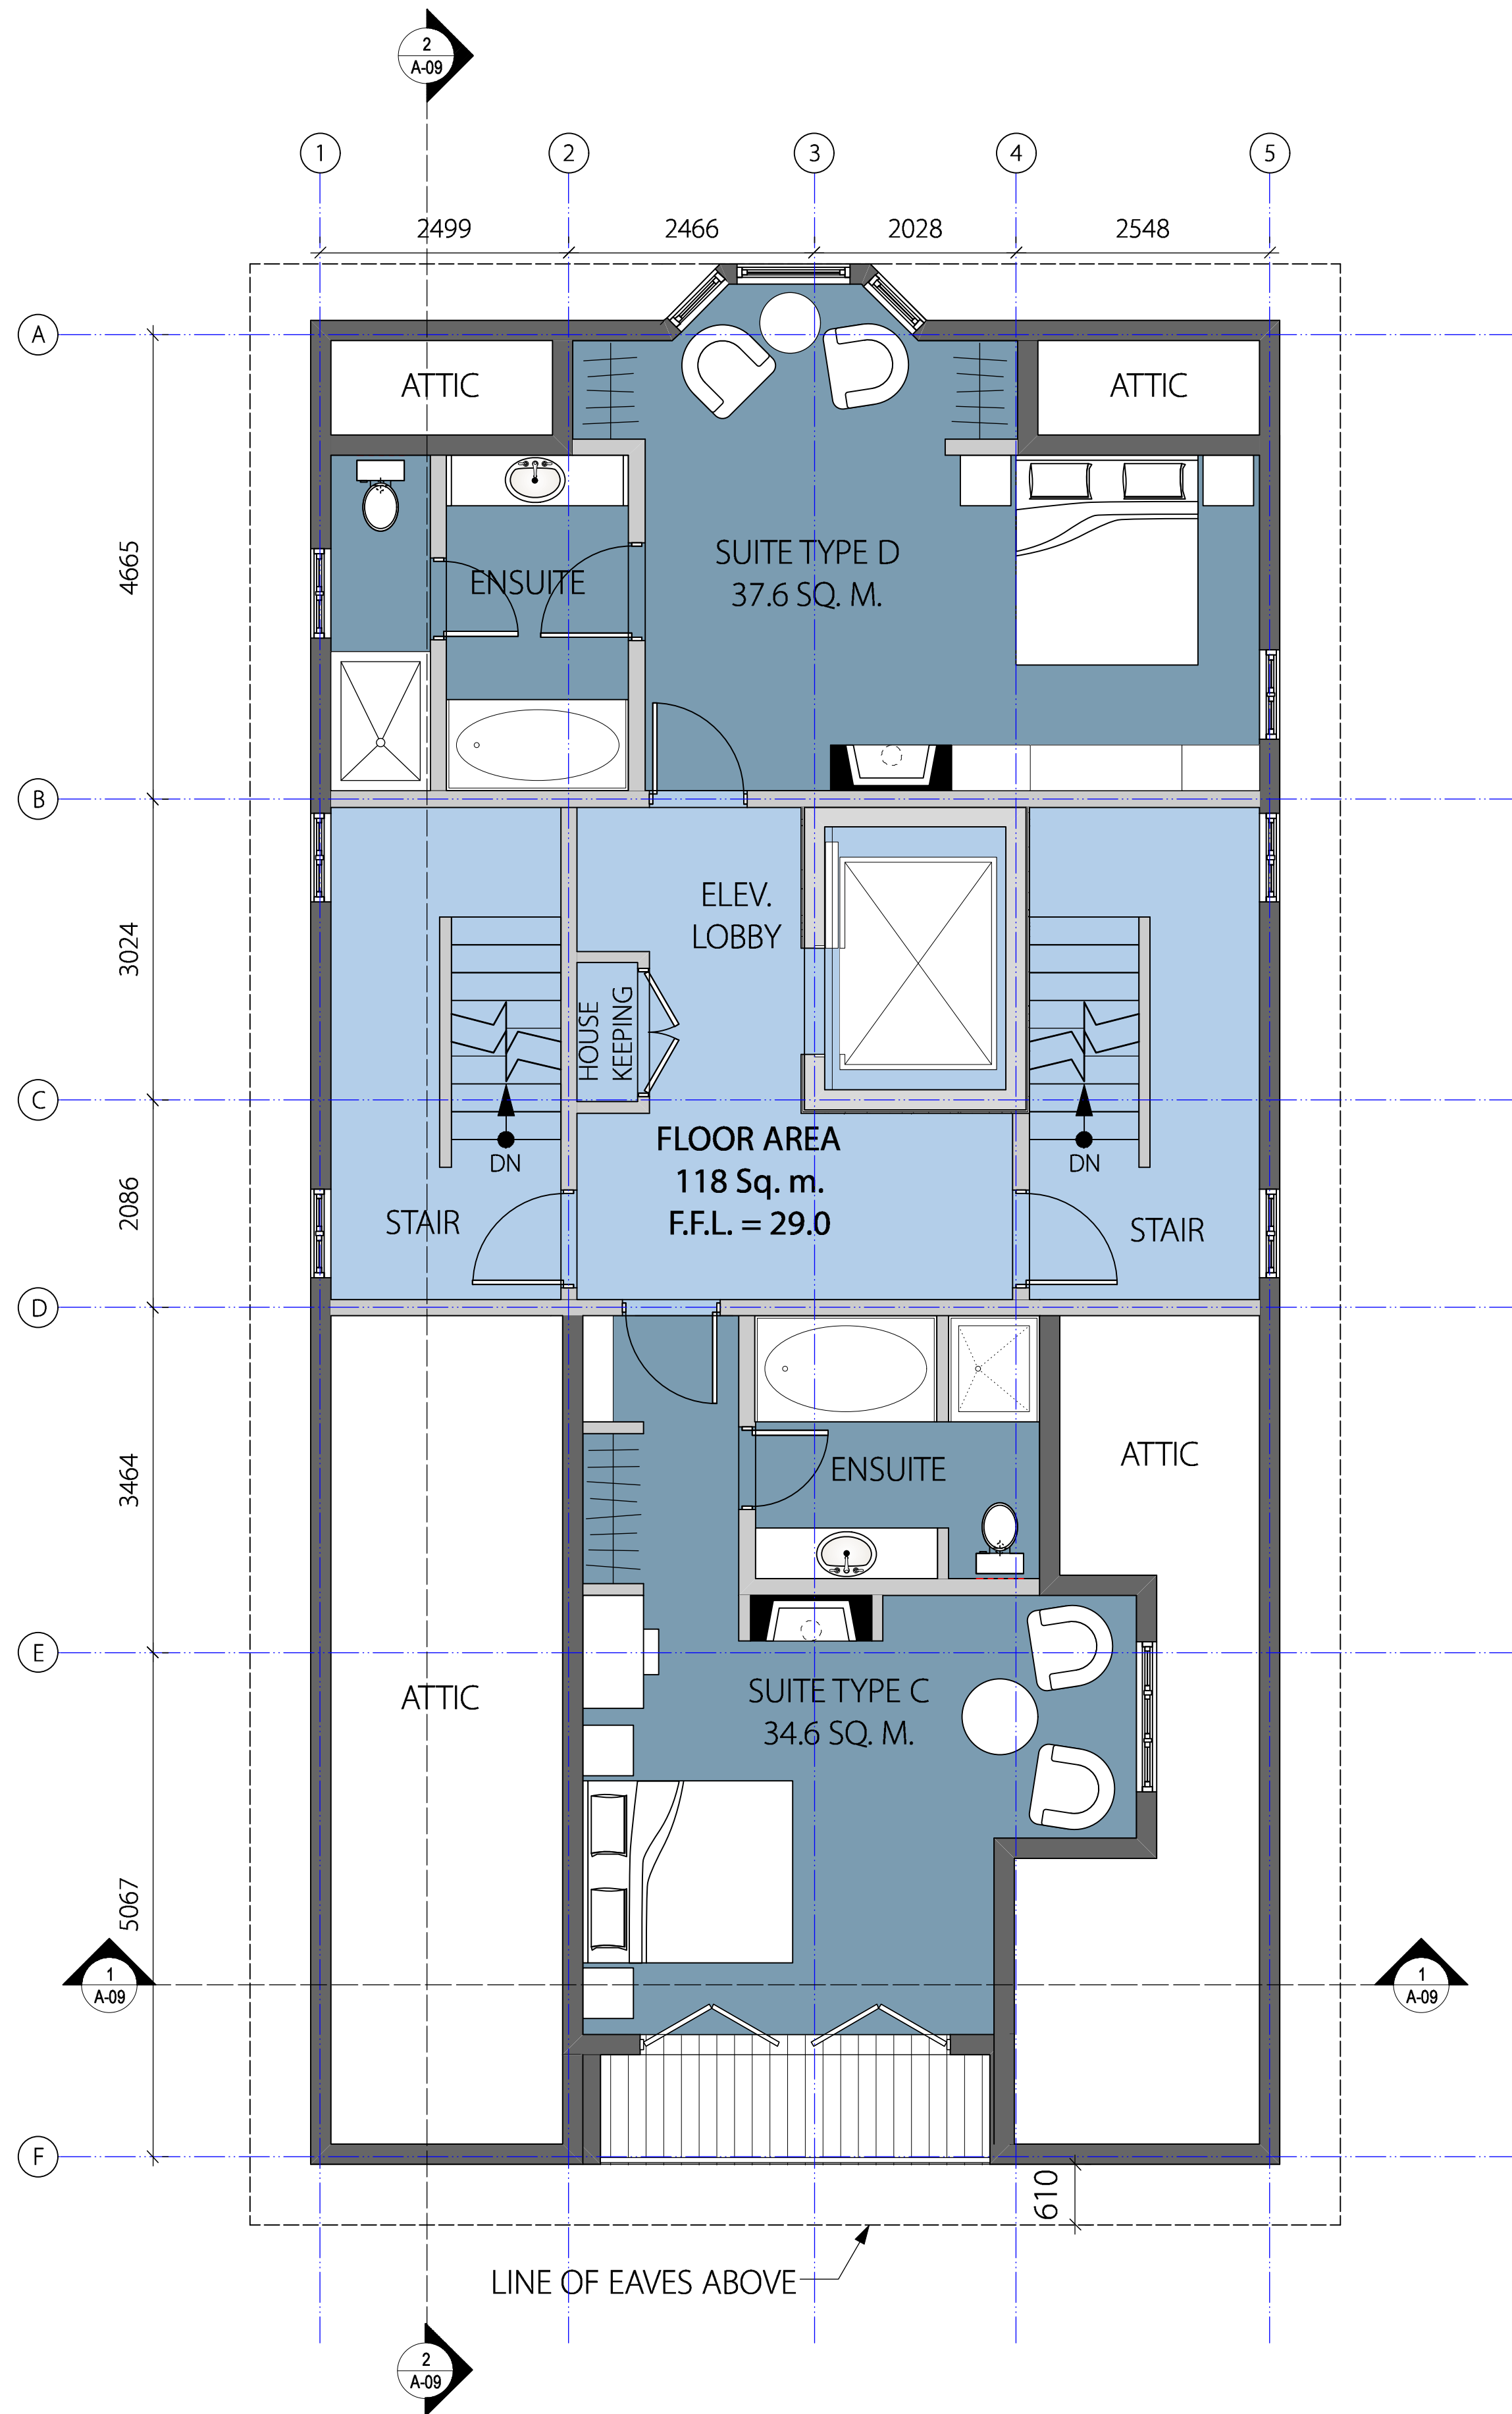 2
A-09
1
2
3
4
5
2499
2466
2028
2548
A
ATTIC
ATTIC
4665
SUITE TYPE D
37.6 SQ. M.
ENSUITE
B
3024
ELEV.
LOBBY
HOUSE
KEEPING
C
FLOOR AREA
118 Sq. m.
F.F.L. = 29.0
DN
DN
2086
STAIR
STAIR
D
3464
ENSUITE
ATTIC
E
ATTIC
SUITE TYPE C
34.6 SQ. M.
5067
1
A-09
1
A-09
F
610
LINE OF EAVES ABOVE
2
A-09